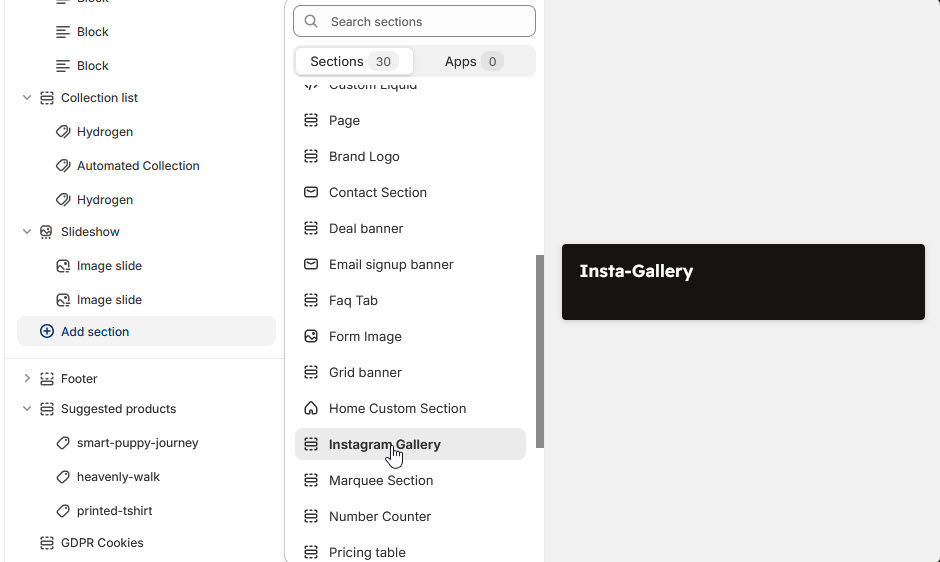 Block
Block
Block
Collection list
Hydrogen
Automated Collection
Hydrogen
Slideshow
Image slide
Image slide
Add section
Footer
Suggested products
smart-puppy-journey
heavenly-walk
printed-tshirt
GDPR Cookies
Search sections
Sections 30 Apps 0
Custom Liquid
Page
Brand Logo
Contact Section
Deal banner
Email signup banner
Faq Tab
Form Image
Grid banner
Home Custom Section
Instagram Gallery
Marquee Section
Number Counter
Pricing table
Insta-Gallery